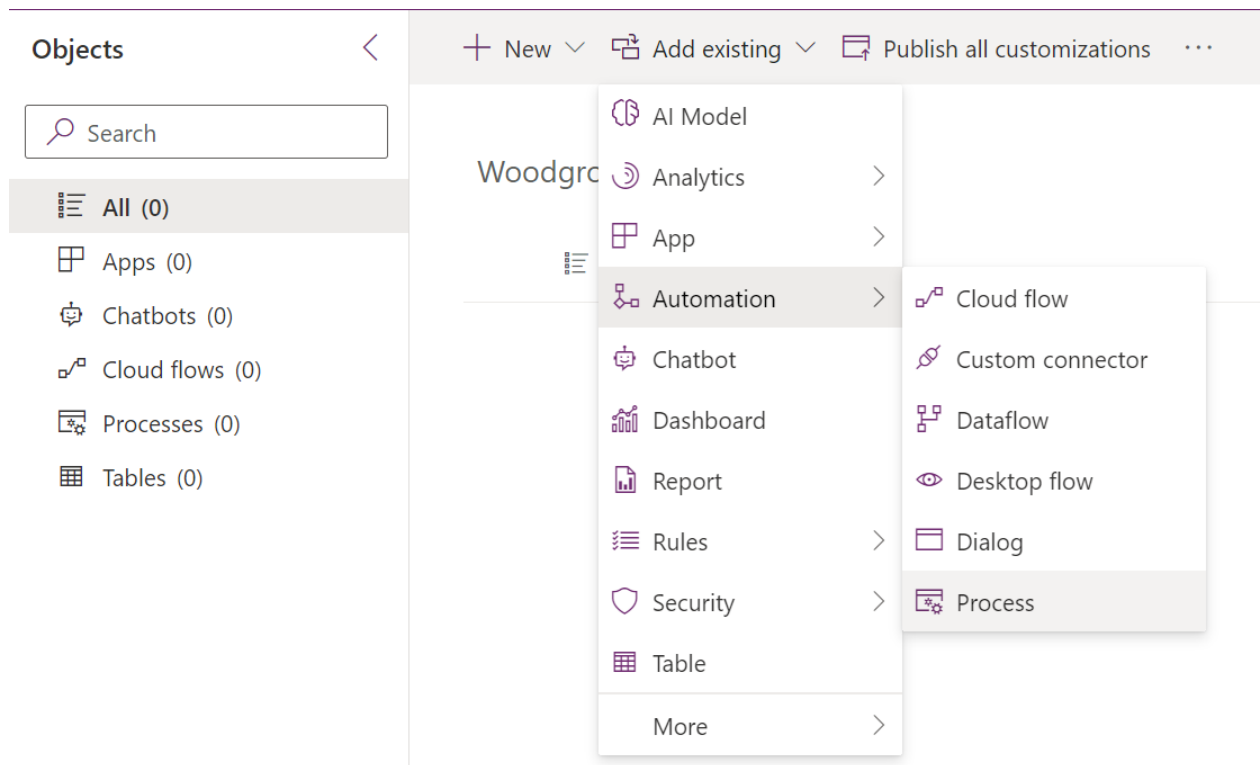 Objects
New
Add existing
Publish all customizations
Search
All (0)
Apps (0)
Chatbots (0)
Cloud flows (0)
Processes (0)
Tables (0)
AI Model
Analytics
App
Automation
Chatbot
Dashboard
Report
Rules
Security
Table
More
Cloud flow
Custom connector
Dataflow
Desktop flow
Dialog
Process